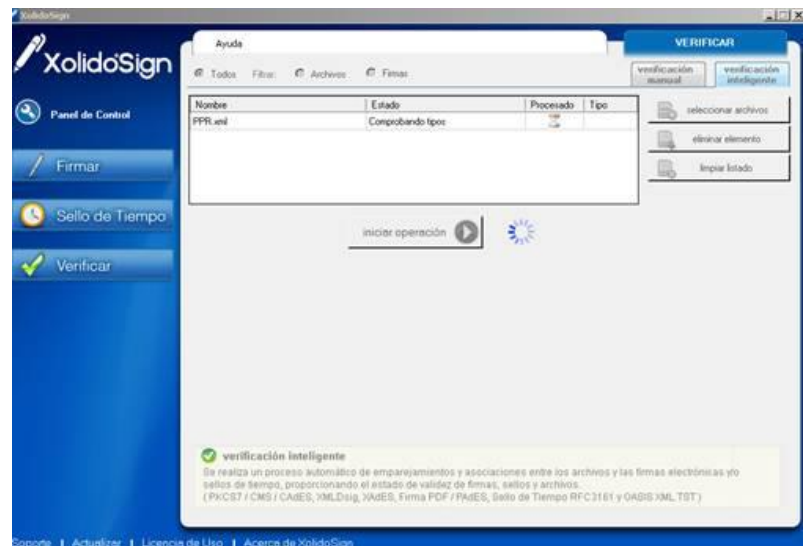 XolidoSign
XolidoSign
Panel de Control
Firmar
Sello de Tiempo
Verificar
Ayuda
VERIFICAR
Todos Filtrar: Archivos Firmas
verificación manual
verificación inteligente
Nombre Estado Procesado Tipo
PPR.xml Comprobando tipos
seleccionar archivos
eliminar elemento
limpiar listado
iniciar operación
verificación inteligente
Se realiza un proceso automático de emparejamientos y asociaciones entre los archivos y las firmas electrónicas y/o
sellos de tiempo, proporcionando el estado de validez de firmas, sellos y archivos.
( PKCS7 / CMS / CAdES, XMLDsig, XAdES, Firma PDF / PAdES, Sello de Tiempo RFC3161 y OASIS XML TST )
Soporte | Actualizar | Licencia de Uso | Acerca de XolidoSign